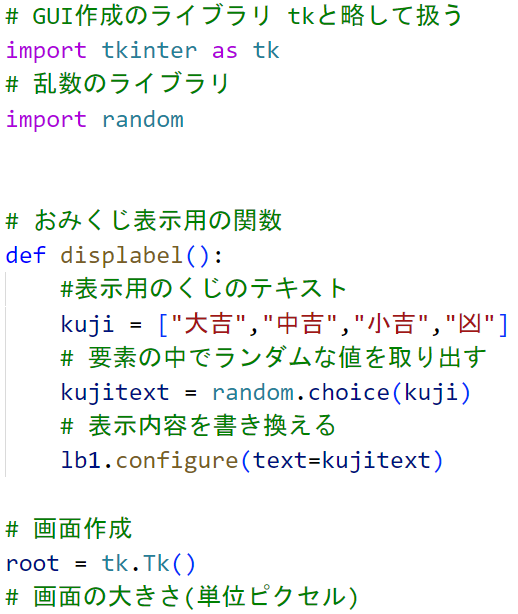 # GUI作成のライブラリ tkと略して扱う
import tkinter as tk
# 乱数のライブラリ
import random
# おみくじ表示用の関数
def displabel():
    #表示用のくじのテキスト
    kuji = ["大吉","中吉","小吉","凶"]
    # 要素の中でランダムな値を取り出す
    kujitext = random.choice(kuji)
    # 表示内容を書き換える
    lb1.configure(text=kujitext)
# 画面作成
root = tk.Tk()
# 画面の大きさ(単位ピクセル)